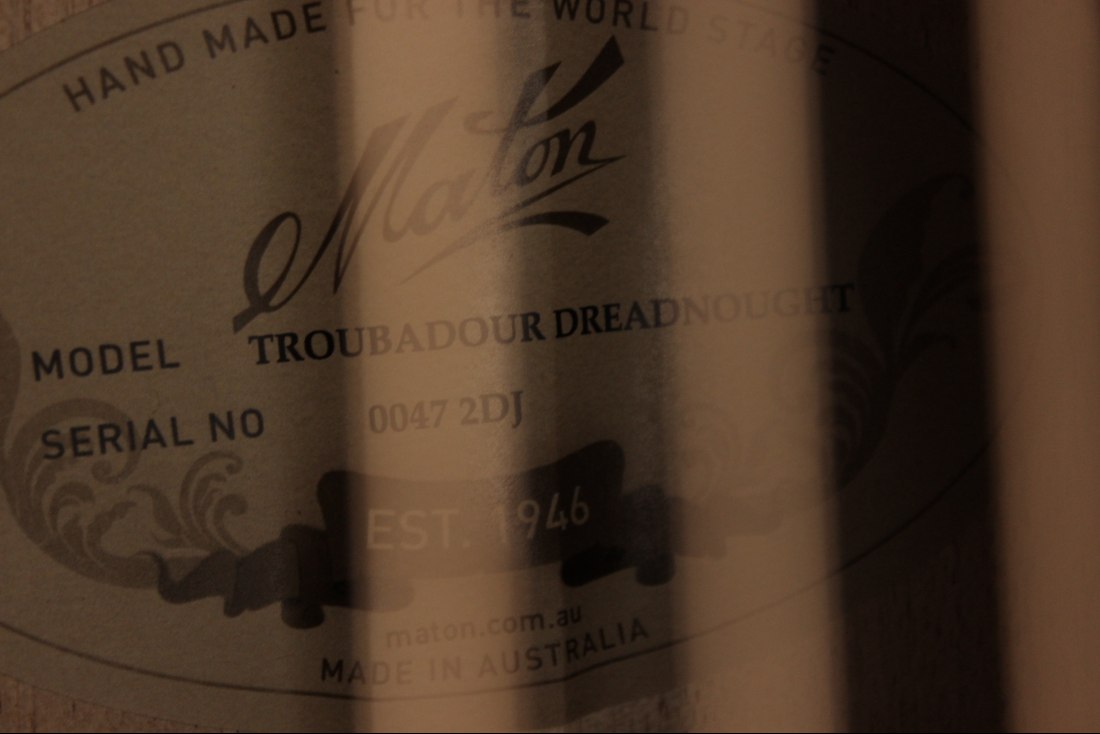 HAND MADE FOR THE WORLD STAGE
Maton
MODEL TROUBADOUR DREADNOUGHT
SERIAL NO 0047 2DJ
EST. 1946
maton.com.au
MADE IN AUSTRALIA